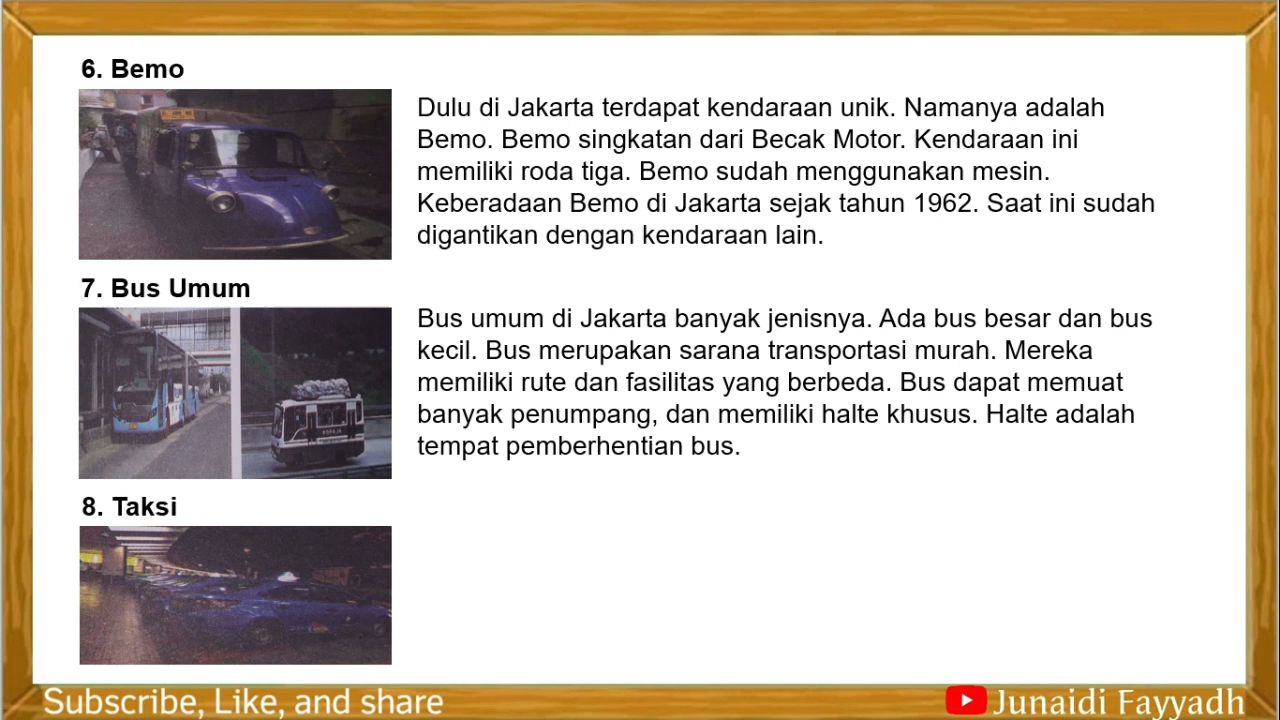 6. Bemo
Dulu di Jakarta terdapat kendaraan unik. Namanya adalah
Bemo. Bemo singkatan dari Becak Motor. Kendaraan ini
memiliki roda tiga. Bemo sudah menggunakan mesin.
Keberadaan Bemo di Jakarta sejak tahun 1962. Saat ini sudah
digantikan dengan kendaraan lain.
7. Bus Umum
Bus umum di Jakarta banyak jenisnya. Ada bus besar dan bus
kecil. Bus merupakan sarana transportasi murah. Mereka
memiliki rute dan fasilitas yang berbeda. Bus dapat memuat
banyak penumpang, dan memiliki halte khusus. Halte adalah
tempat pemberhentian bus.
8. Taksi
Subscribe, Like, and share
Junaidi Fayyadh